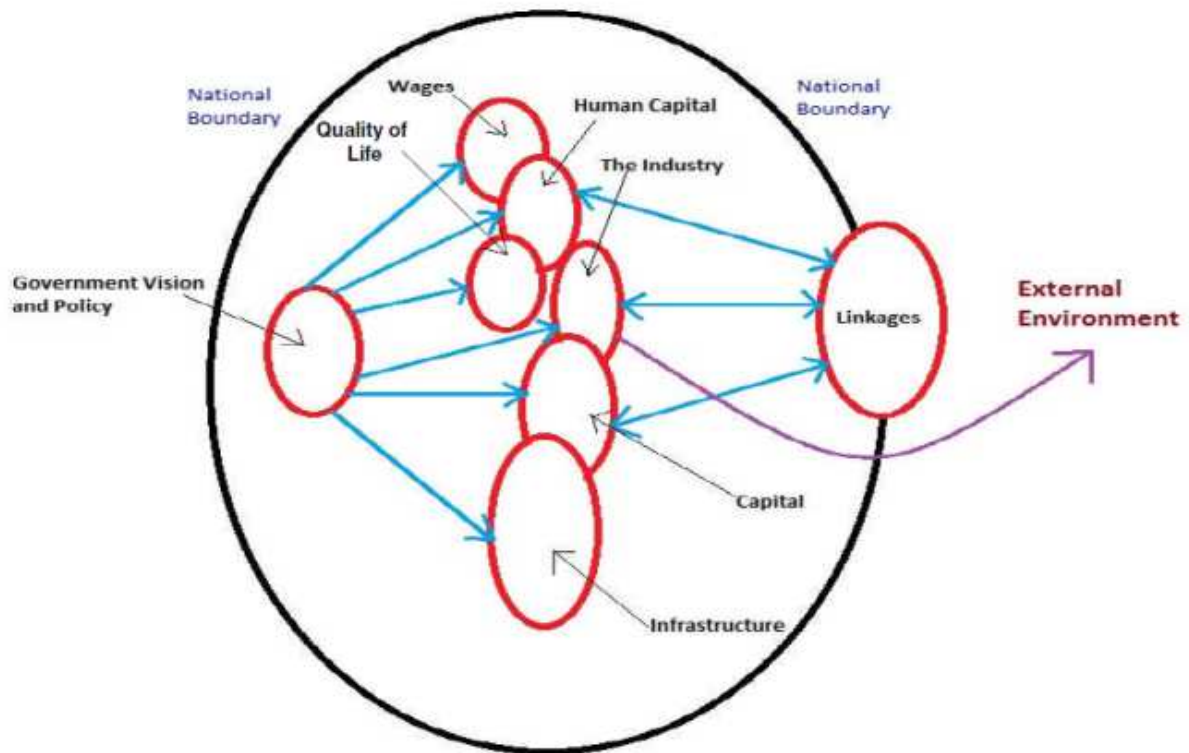 National
Boundary
Wages
Human Capital
National
Boundary
Quality of
Life
The Industry
Government Vision
and Policy
Linkages
External
Environment
Capital
Infrastructure